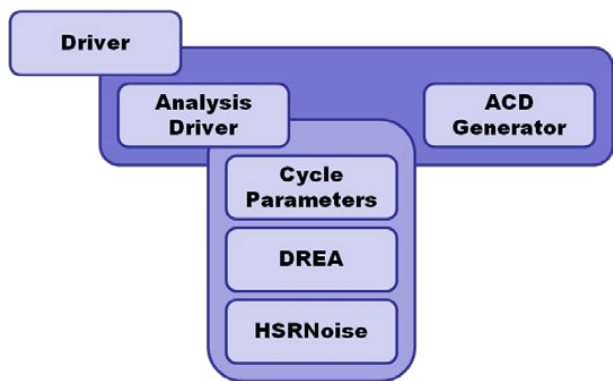 Driver
Analysis
Driver
ACD
Generator
Cycle
Parameters
DREA
HSRNoise